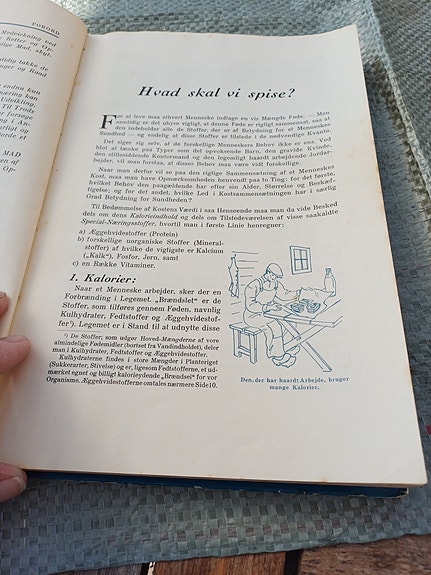 FORORD
Medvirkning ved
Retter og Op-
MAD
Hvad skal vi spise?
For at leve maa ethvert Menneske indtage en vis Mængde Føde. — Men
samtidig er det uhyre vigtigt, at denne Føde er rigtigt sammensat, saa at
den indeholder alle de Stoffer, der er af Betydning for et Menneskes
Sundhed — og endelig at disse Stoffer er tilstede i de nødvendige Kvanta.
Det siger sig selv, at de forskellige Menneskers Behov ikke er ens. Ved
blot at tænke paa Typer som det opvoksende Barn, den gravide Kvinde,
den stillesiddende Kontormand og den legemligt haardt arbejdende Jordar-
bejder, vil man forstaa, at disses Behov maa være vidt forskellige.
Naar man derfor vil se paa den rigtige Sammensætning af et Menneskes
Kost, maa man have Opmærksomheden henvendt paa to Ting: for det første,
hvilket Behov den paagældende har efter sin Alder, Størrelse og Beskæf-
tigelse; og for det andet, hvilke Led i Kostsammensætningen har i særlig
Grad Betydning for Sundheden?
Til Bedømmelse af Kostens Værdi i saa Henseende maa man da vide Besked
dels om dens Kalorieindhold og dels om Tilstedeværelsen af visse saakaldte
Special-Næringsstoffer, hvortil man i første Linie henregner:
a) Æggehvidestoffer (Protein)
b) forskellige uorganiske Stoffer (Mineral-
stoffer) af hvilke de vigtigste er Kalcium
(„Kalk“), Fosfor, Jern, samt
c) en Række Vitaminer.
1. Kalorier:
Naar et Menneske arbejder, sker der en
Forbrænding i Legemet. „Brændslet“ er de
Stoffer, som tilføres gennem Føden, navnlig
Kulhydrater, Fedtstoffer og Æggehvidestof-
fer¹). Legemet er i Stand til at udnytte disse
¹) De Stoffer, som udgør Hoved-Mængderne af vore
almindelige Fødemidler (bortset fra Vandindholdet), deler
man i Kulhydrater, Fedtstoffer og Æggehvidestoffer.
Kulhydraterne findes i store Mængder i Planteriget
(Sukkerarter, Stivelse) og er, ligesom Fedtstofferne, et ud-
mærket egnet og billigt kalorieydende „Brændsel“ for vor
Organisme. Æggehvidestofferne omtales nærmere Side 10.
Den, der har haardt Arbejde, bruger
mange Kalorier.